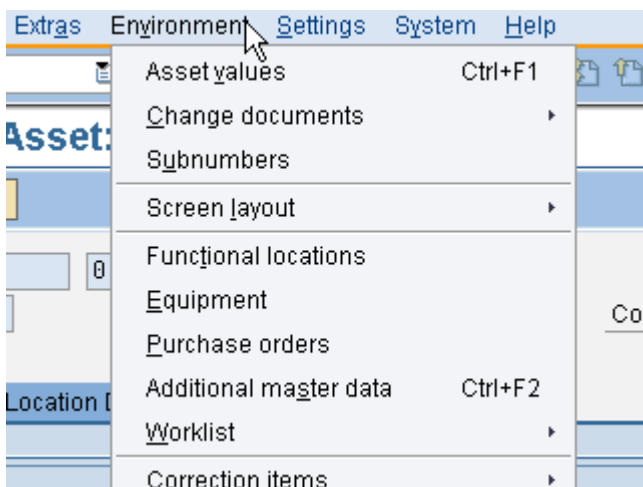 Extras Environment Settings System Help
Asset values Ctrl+F1
Asset:
Change documents
Subnumbers
Screen layout
Functional locations
0
Equipment
Co
Purchase orders
Additional master data Ctrl+F2
Location D
Worklist
Correction items